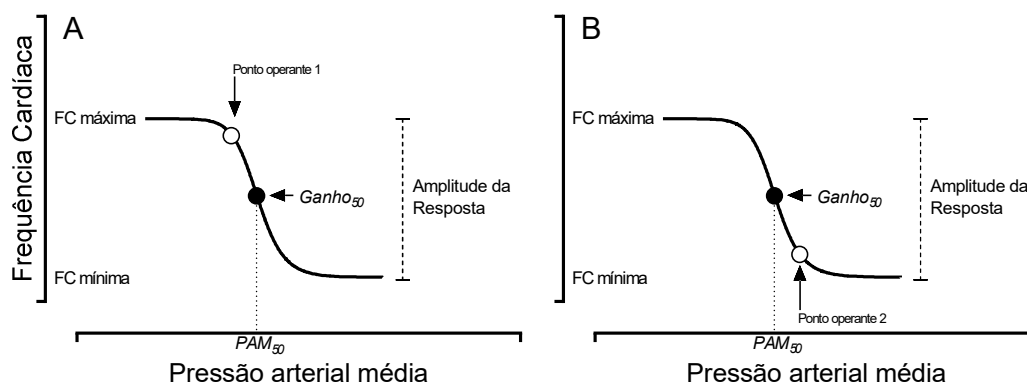 A
Frequência Cardíaca
Ponto operante 1
FC máxima
Ganho50
Amplitude da
Resposta
FC mínima
PAM50
Pressão arterial média
B
FC máxima
Ganho50
Amplitude da
Resposta
FC mínima
Ponto operante 2
PAM50
Pressão arterial média